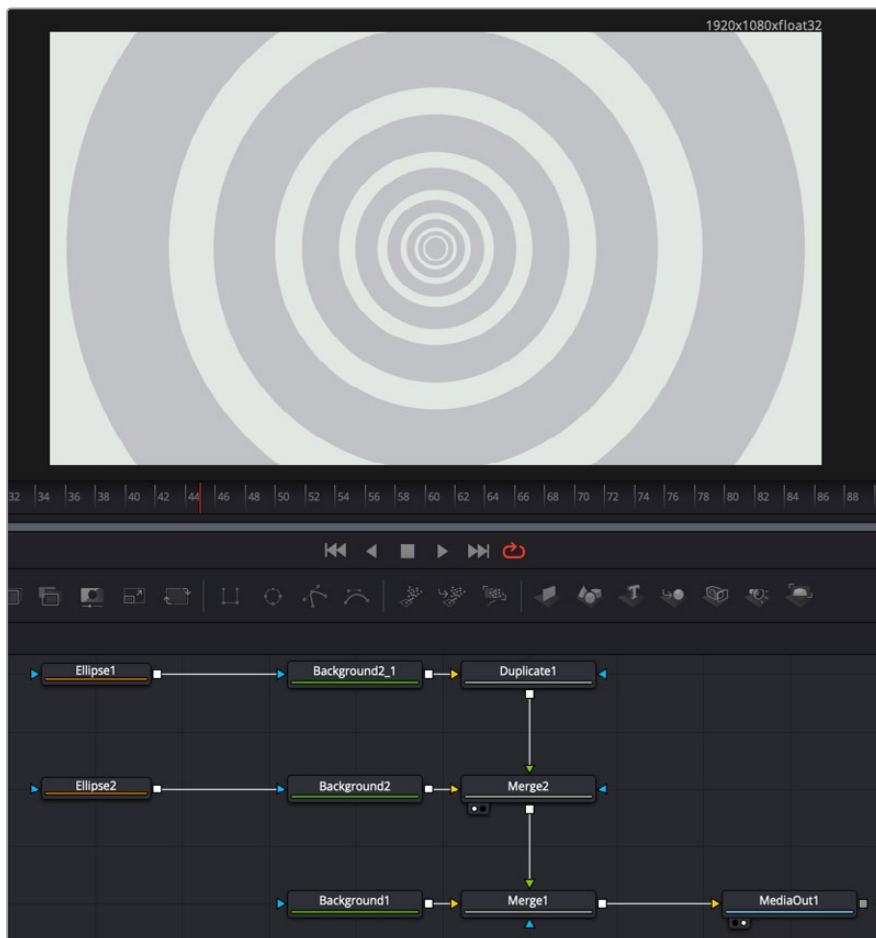 1920x1080xfloat32
32 34 36 38 40 42 44 46 48 50 52 54 56 58 60 62 64 66 68 70 72 74 76 78 80 82 84 86 88
T
Ellipse1 Background2_1 Duplicate1
Ellipse2 Background2 Merge2
Background1 Merge1 MediaOut1